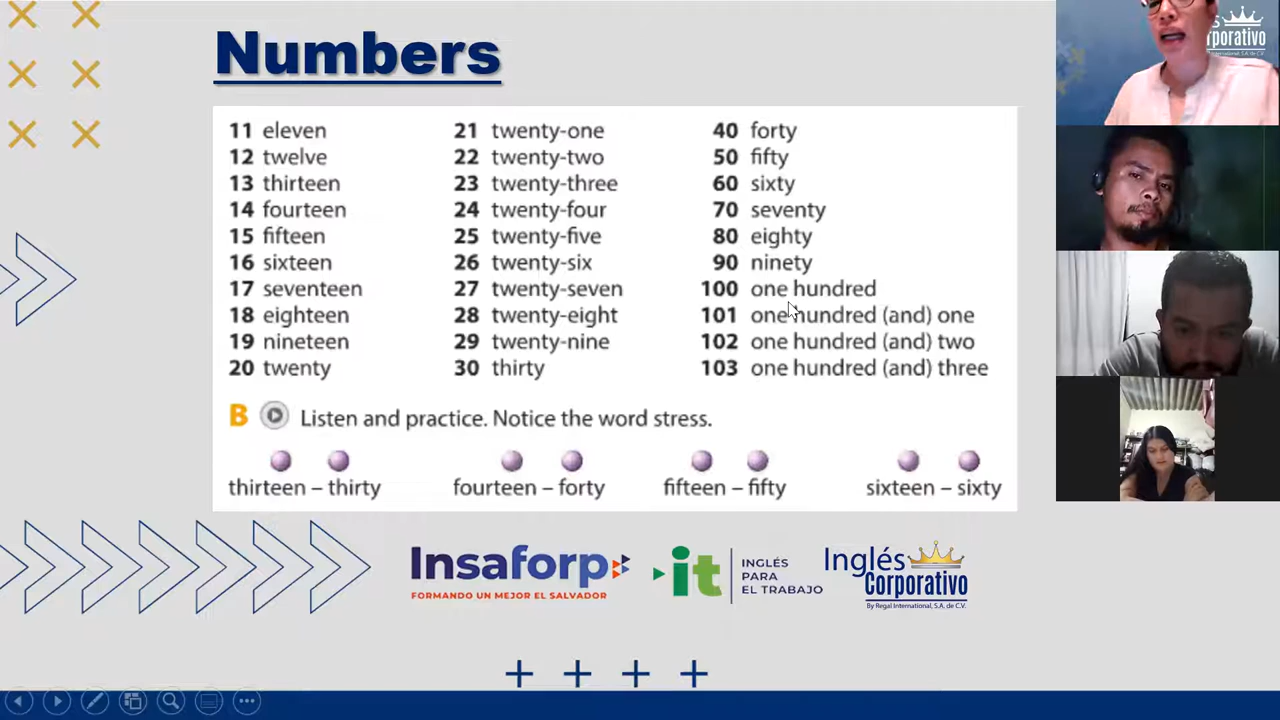 Numbers
11 eleven
12 twelve
13 thirteen
14 fourteen
15 fifteen
16 sixteen
17 seventeen
18 eighteen
19 nineteen
20 twenty
21 twenty-one
22 twenty-two
23 twenty-three
24 twenty-four
25 twenty-five
26 twenty-six
27 twenty-seven
28 twenty-eight
29 twenty-nine
30 thirty
40 forty
50 fifty
60 sixty
70 seventy
80 eighty
90 ninety
100 one hundred
101 one hundred (and) one
102 one hundred (and) two
103 one hundred (and) three
B Listen and practice. Notice the word stress.
thirteen – thirty
fourteen – forty
fifteen – fifty
sixteen – sixty
Insaforp
FORMANDO UN MEJOR EL SALVADOR
it
INGLÉS
PARA
EL TRABAJO
Inglés
Corporativo
By Regal International, S.A. de C.V.